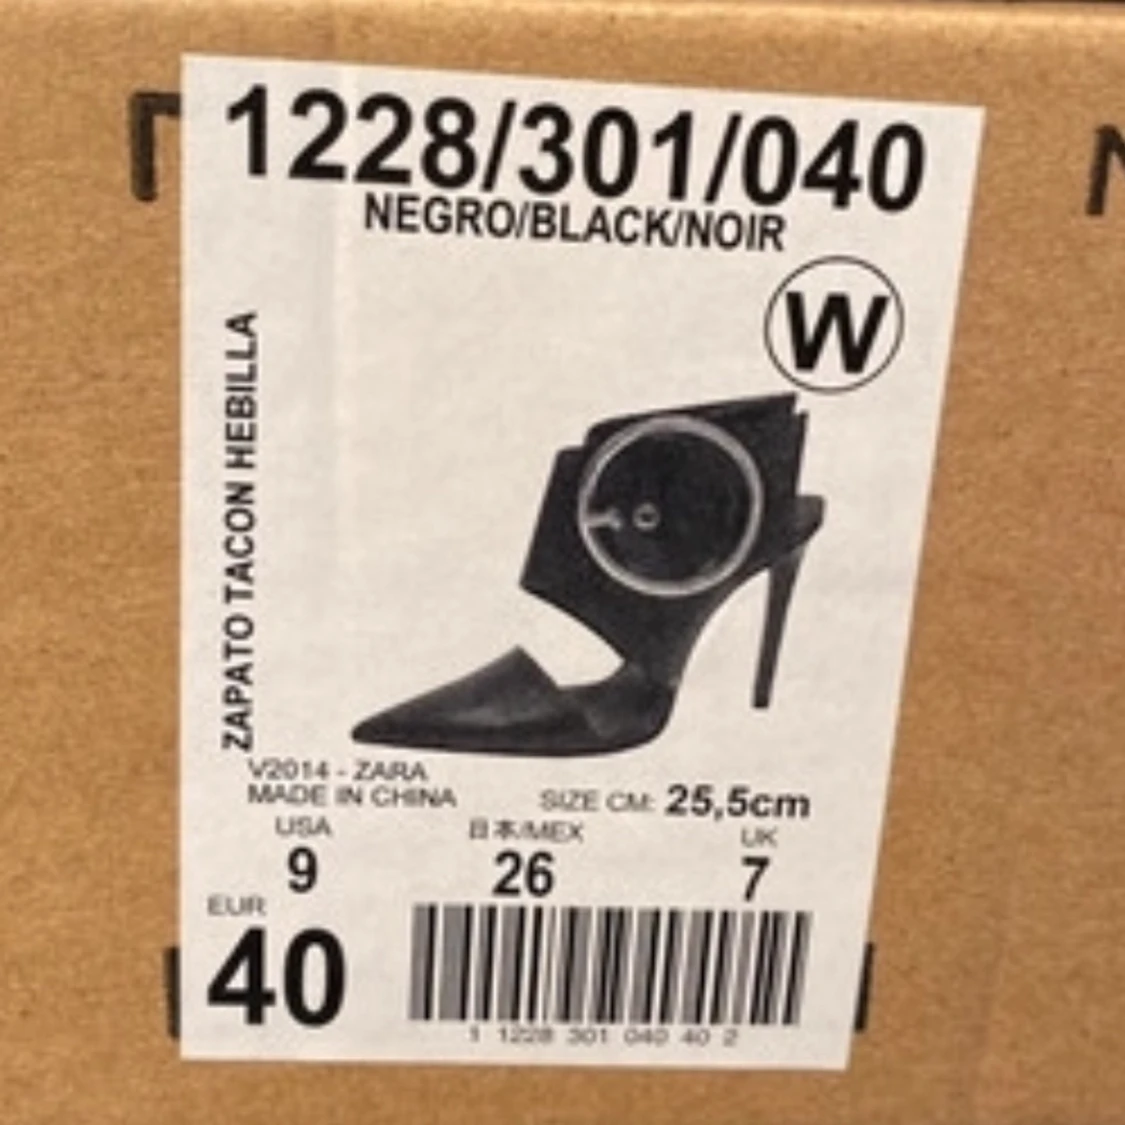 1228/301/040
NEGRO/BLACK/NOIR
W
ZAPATO TACON HEBILLA
V2014 - ZARA
MADE IN CHINA
SIZE CM: 25,5cm
USA 日本/MEX UK
9 26 7
EUR
40
1 1228 301 040 40 2